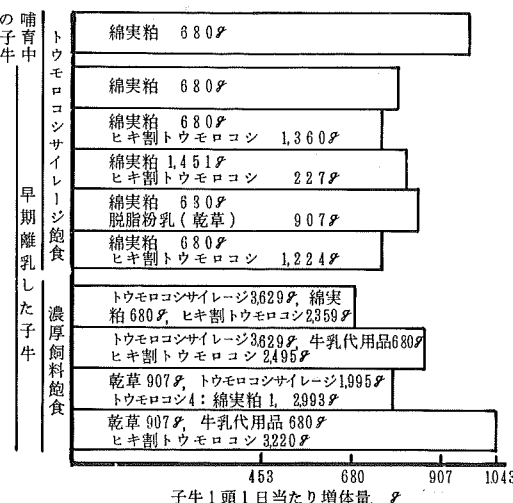 哺育中
の子牛
トウモロコシサイレージ飽食
早期離乳した子牛
濃厚飼料飽食
綿実粕 680g
綿実粕 680g
綿実粕 680g
ヒキ割トウモロコシ 1,360g
綿実粕 1,451g
ヒキ割トウモロコシ 227g
綿実粕 680g
脱脂粉乳(乾草) 907g
綿実粕 680g
ヒキ割トウモロコシ 1,224g
トウモロコシサイレージ3,629g, 綿実
粕680g, ヒキ割トウモロコシ2,359g
トウモロコシサイレージ3,629g, 牛乳代用品680g
ヒキ割トウモロコシ 2,495g
乾草 907g, トウモロコシサイレージ1,995g
トウモロコシ4:綿実粕1, 2,993g
乾草 907g, 牛乳代用品 680g
ヒキ割トウモロコシ 3,220g
453 680 907 1.043
子牛1頭1日当たり増体量 g